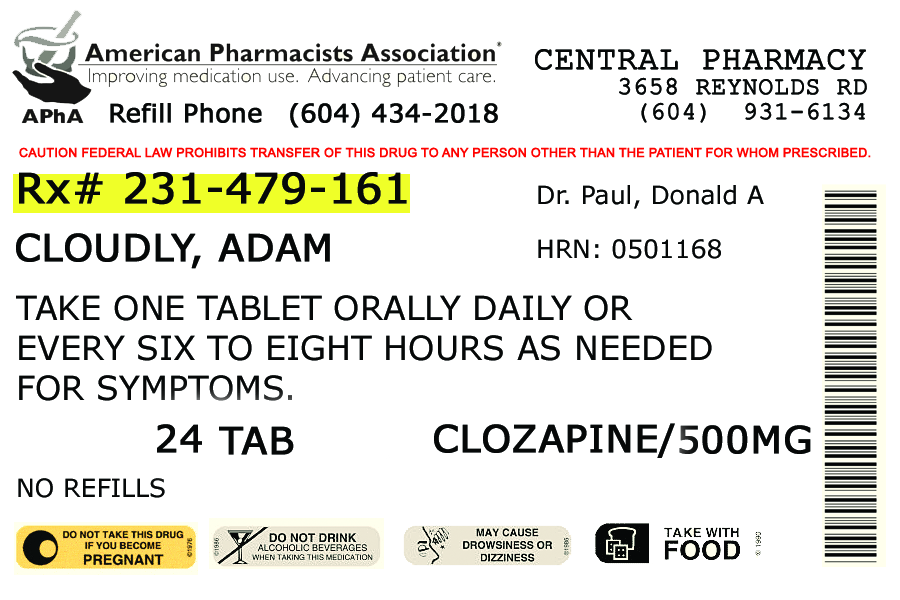 American Pharmacists Association®
Improving medication use. Advancing patient care.
APhA
Refill Phone (604) 434-2018
CENTRAL PHARMACY
3658 REYNOLDS RD
(604) 931-6134
CAUTION FEDERAL LAW PROHIBITS TRANSFER OF THIS DRUG TO ANY PERSON OTHER THAN THE PATIENT FOR WHOM PRESCRIBED.
Rx# 231-479-161
Dr. Paul, Donald A
CLOUDLY, ADAM
HRN: 0501168
TAKE ONE TABLET ORALLY DAILY OR
EVERY SIX TO EIGHT HOURS AS NEEDED
FOR SYMPTOMS.
24 TAB
CLOZAPINE/500MG
NO REFILLS
DO NOT TAKE THIS DRUG
IF YOU BECOME
PREGNANT
DO NOT DRINK
ALCOHOLIC BEVERAGES
WHEN TAKING THIS MEDICATION
MAY CAUSE
DROWSINESS OR
DIZZINESS
TAKE WITH
FOOD